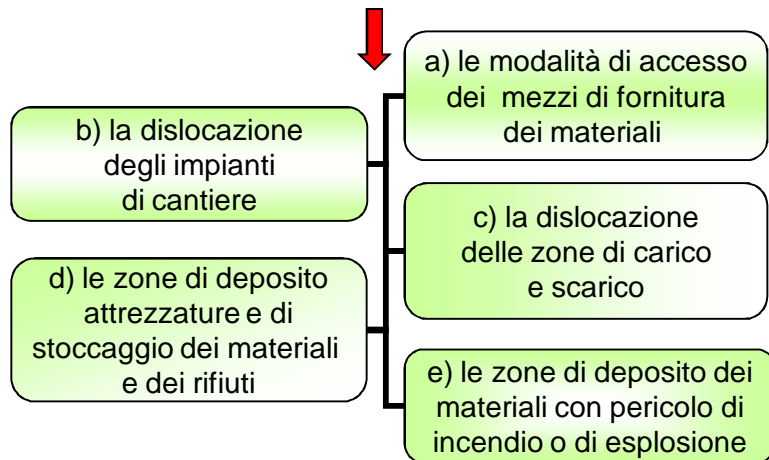 a) le modalità di accesso
dei mezzi di fornitura
dei materiali
b) la dislocazione
degli impianti
di cantiere
c) la dislocazione
delle zone di carico
e scarico
d) le zone di deposito
attrezzature e di
stoccaggio dei materiali
e dei rifiuti
e) le zone di deposito dei
materiali con pericolo di
incendio o di esplosione